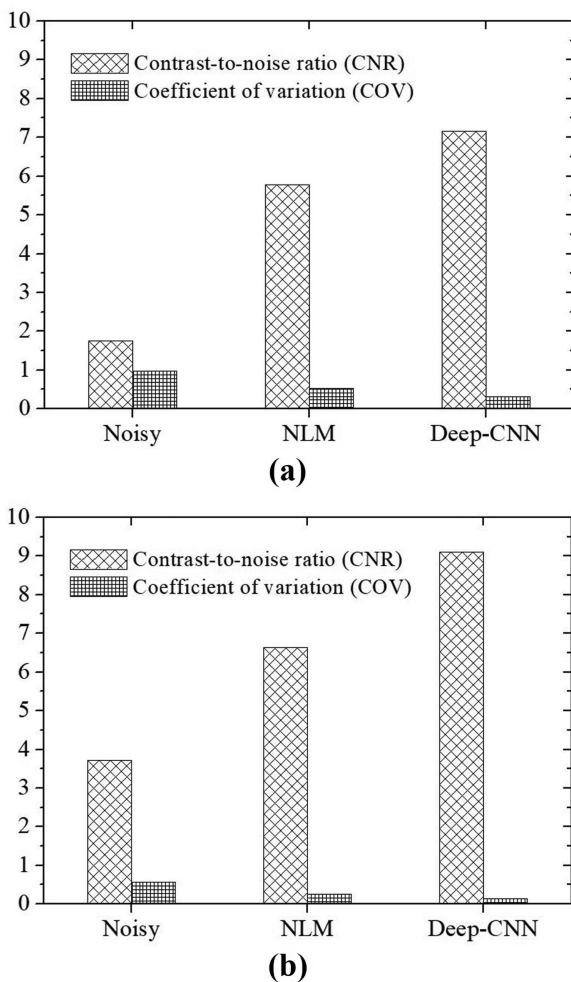 10
9
8
7
6
5
4
3
2
1
0
Contrast-to-noise ratio (CNR)
Coefficient of variation (COV)
Noisy NLM Deep-CNN
(a)
10
9
8
7
6
5
4
3
2
1
0
Contrast-to-noise ratio (CNR)
Coefficient of variation (COV)
Noisy NLM Deep-CNN
(b)